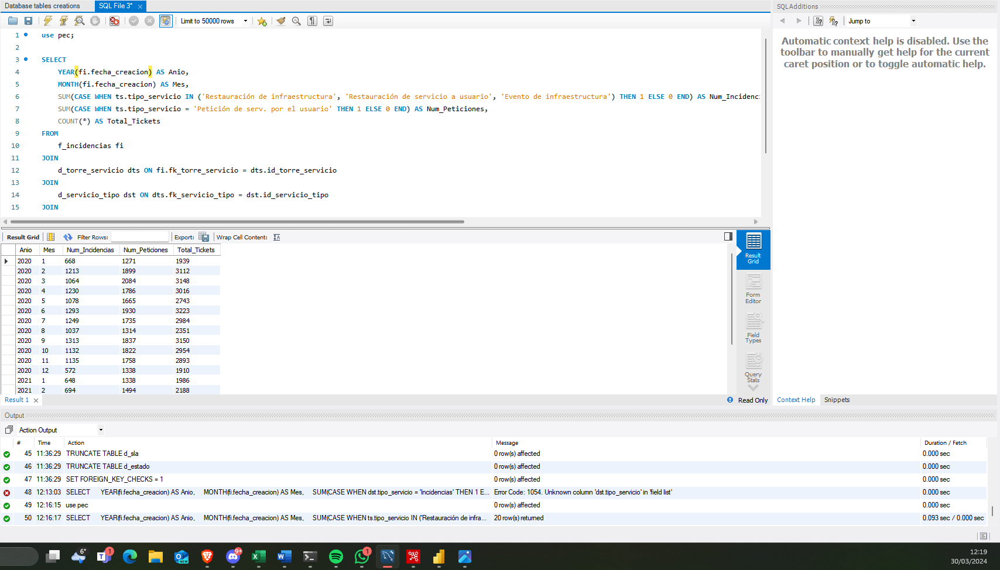 Database tables creations
SQL File 3*
SQLAdditions
Limit to 50000 rows
Jump to
1 use pec;
2
3 SELECT
4 YEAR(fi.fecha_creacion) AS Anio,
5 MONTH(fi.fecha_creacion) AS Mes,
6 SUM(CASE WHEN ts.tipo_servicio IN ('Restauración de infraestructura', 'Restauración de servicio a usuario', 'Evento de infraestructura') THEN 1 ELSE 0 END) AS Num_Incidenci
7 SUM(CASE WHEN ts.tipo_servicio = 'Petición de serv. por el usuario' THEN 1 ELSE 0 END) AS Num_Peticiones,
8 COUNT(*) AS Total_Tickets
9 FROM
10 f_incidencias fi
11 JOIN
12 d_torre_servicio dts ON fi.fk_torre_servicio = dts.id_torre_servicio
13 JOIN
14 d_servicio_tipo dst ON dts.fk_servicio_tipo = dst.id_servicio_tipo
15 JOIN
Automatic context help is disabled. Use the
toolbar to manually get help for the current
caret position or to toggle automatic help.
Result Grid Filter Rows: Export: Wrap Cell Content:
Anio Mes Num_Incidencias Num_Peticiones Total_Tickets
2020 1 668 1271 1939
2020 2 1213 1899 3112
2020 3 1064 2084 3148
2020 4 1230 1786 3016
2020 5 1078 1665 2743
2020 6 1293 1930 3223
2020 7 1249 1735 2984
2020 8 1037 1314 2351
2020 9 1313 1837 3150
2020 10 1132 1822 2954
2020 11 1135 1758 2893
2020 12 572 1338 1910
2021 1 648 1338 1986
2021 2 694 1494 2188
Result
Grid
Form
Editor
Field
Types
Query
Stats
Result 1
Read Only
Context Help Snippets
Output
Action Output
# Time Action Message Duration / Fetch
45 11:36:29 TRUNCATE TABLE d_sla 0 row(s) affected 0.000 sec
46 11:36:29 TRUNCATE TABLE d_estado 0 row(s) affected 0.000 sec
47 11:36:29 SET FOREIGN_KEY_CHECKS = 1 0 row(s) affected 0.000 sec
48 12:13:03 SELECT YEAR(fi.fecha_creacion) AS Anio, MONTH(fi.fecha_creacion) AS Mes, SUM(CASE WHEN dst.tipo_servicio = 'Incidencias' THEN 1 E... Error Code: 1054. Unknown column 'dst.tipo_servicio' in 'field list' 0.000 sec
49 12:16:15 use pec 0 row(s) affected 0.000 sec
50 12:16:17 SELECT YEAR(fi.fecha_creacion) AS Anio, MONTH(fi.fecha_creacion) AS Mes, SUM(CASE WHEN ts.tipo_servicio IN ('Restauración de infra... 20 row(s) returned 0.093 sec / 0.000 sec
6°
1
NEW
9+
1
12:19
30/03/2024